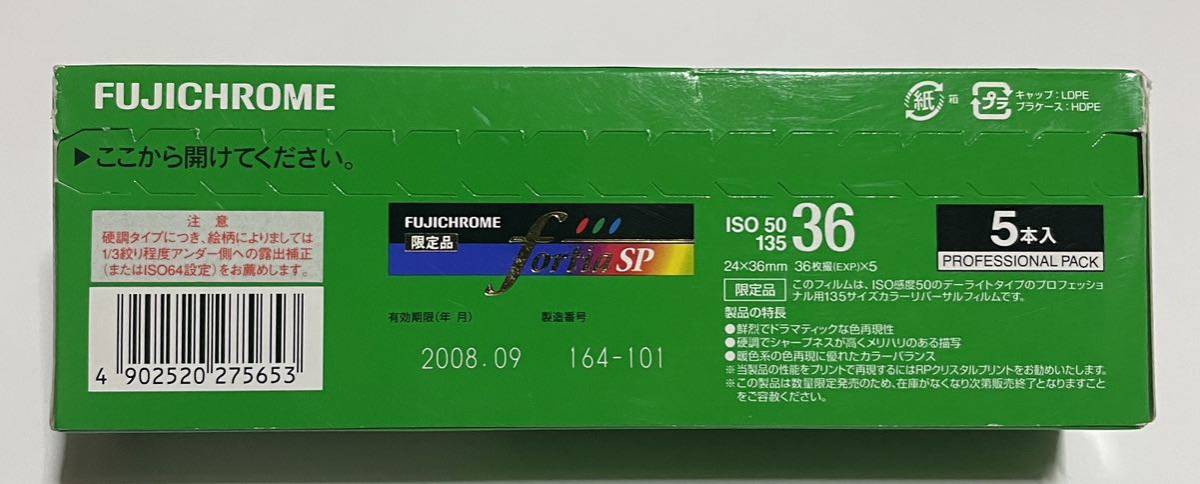 FUJICHROME
紙 箱
プラ キャップ:LDPE
プラケース:HDPE
▶ここから開けてください。
注 意
硬調タイプにつき、絵柄によりましては
1/3絞り程度アンダー側への露出補正
(またはISO64設定)をお薦めします。
4 902520 275653
FUJICHROME
限定品
fortia SP
有効期限(年 月) 製造番号
2008.09 164-101
ISO 50
135 36
24×36mm 36枚撮(EXP)×5
5本入
PROFESSIONAL PACK
限定品 このフィルムは、ISO感度50のデーライトタイプのプロフェッショ
ナル用135サイズカラーリバーサルフィルムです。
製品の特長
●鮮烈でドラマティックな色再現性
●硬調でシャープネスが高くメリハリのある描写
●暖色系の色再現に優れたカラーバランス
※当製品の性能をプリントで再現するにはRPクリスタルプリントをお勧めいたします。
※この製品は数量限定発売のため、在庫がなくなり次第販売終了となりますこと
をご容赦ください。